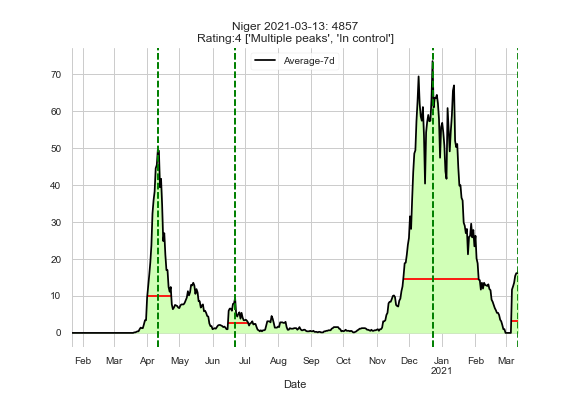 Niger 2021-03-13: 4857
Rating:4 ['Multiple peaks', 'In control']
Average-7d
70
60
50
40
30
20
10
0
Feb Mar Apr May Jun Jul Aug Sep Oct Nov Dec Jan Feb Mar
2021
Date